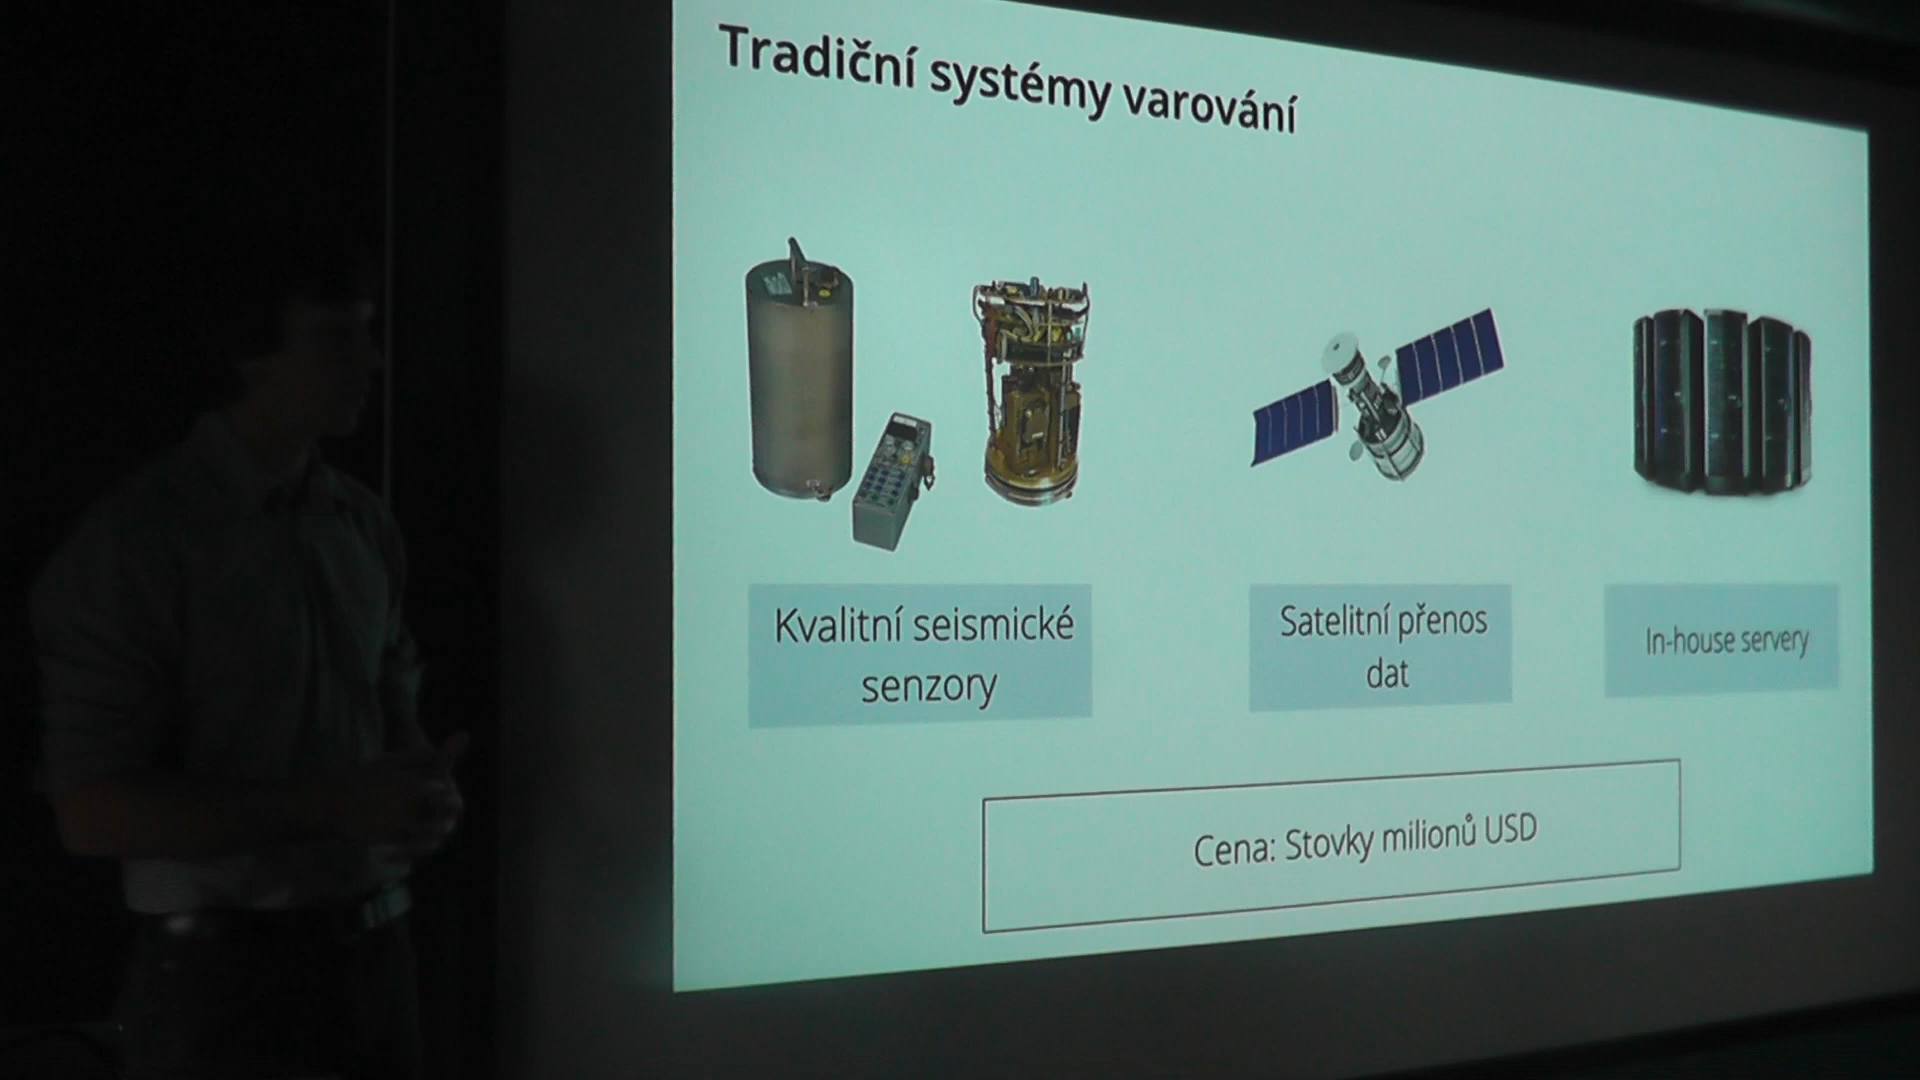 Tradiční systémy varování
Kvalitní seismické
senzory
Satelitní přenos
dat
In-house servery
Cena: Stovky milionů USD